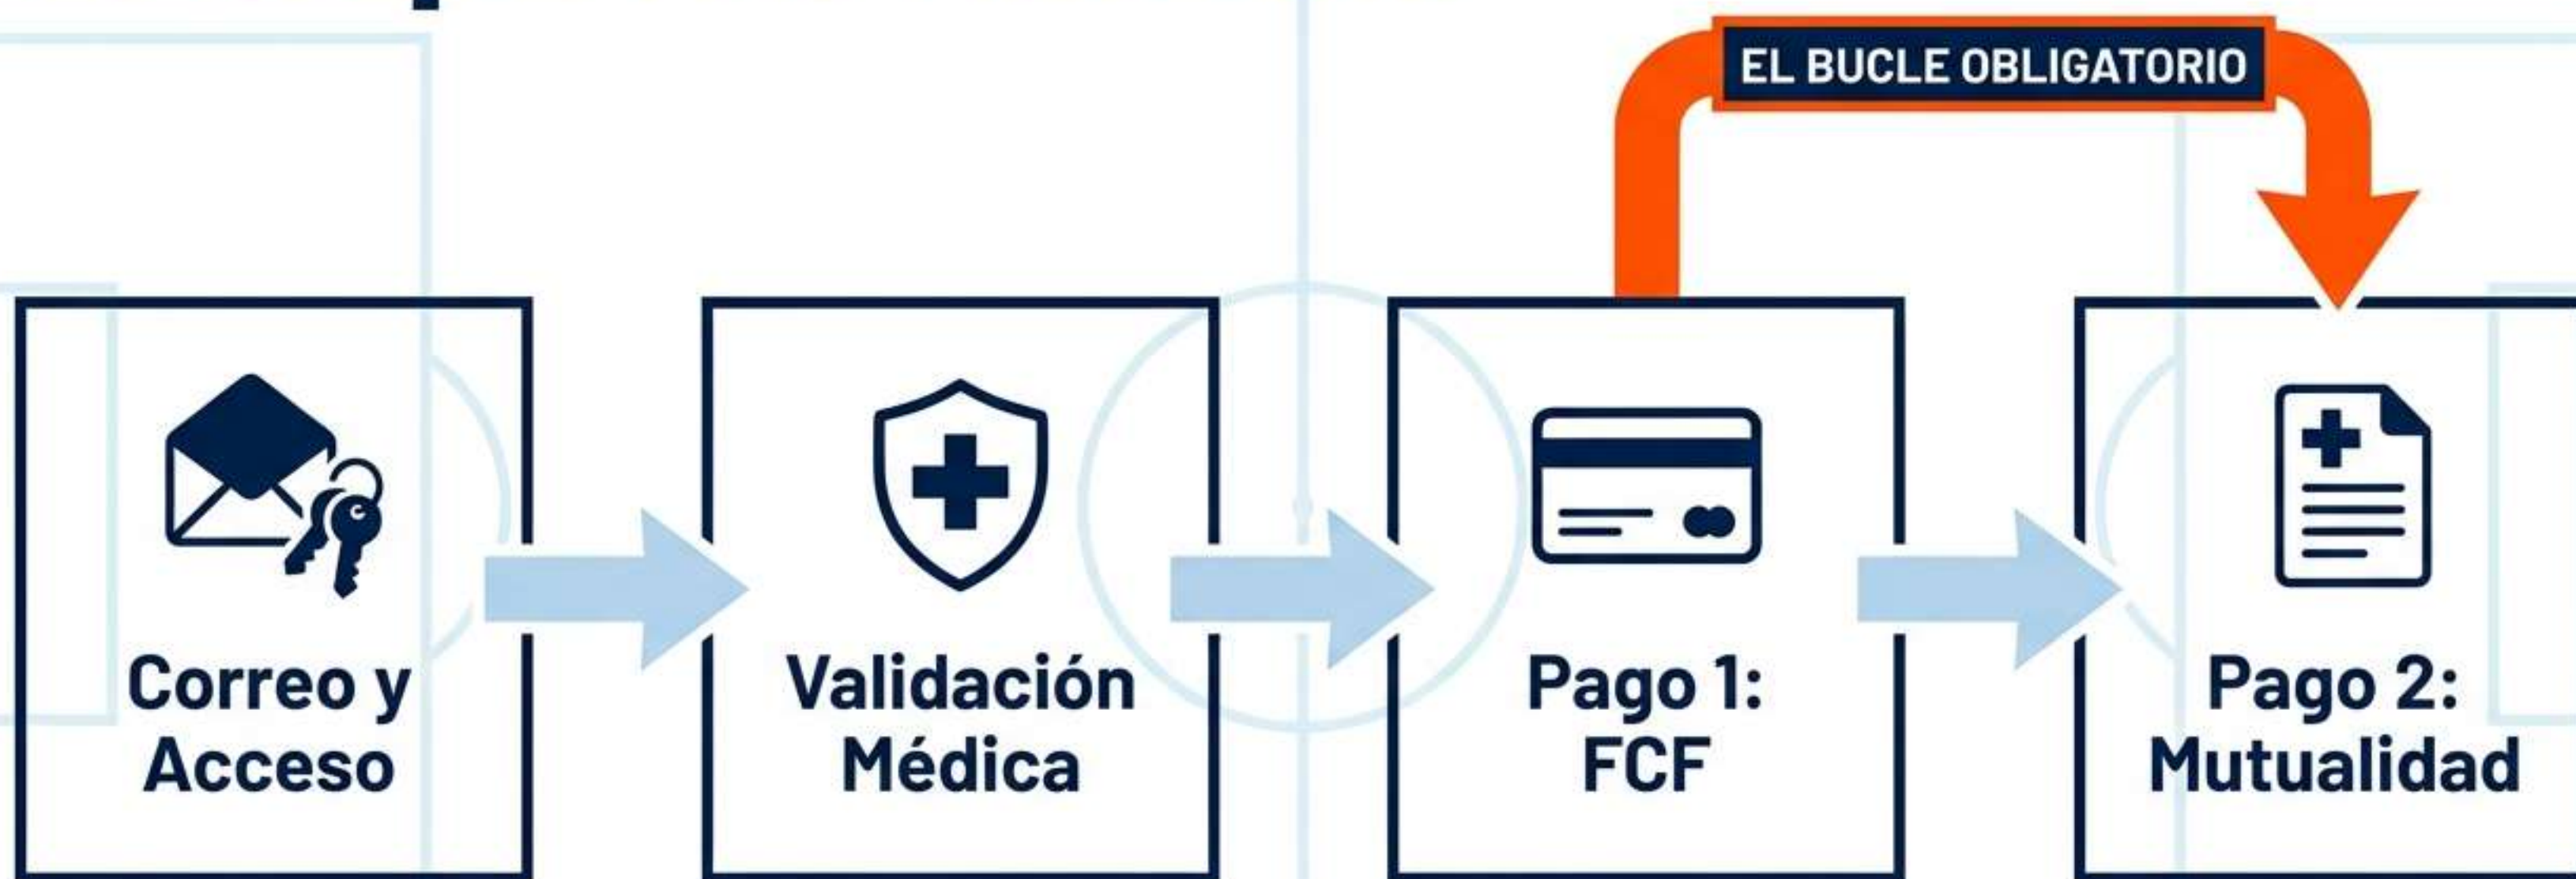 EL BUCLE OBLIGATORIO
Correo y
Acceso
Validación
Médica
Pago 1:
FCF
Pago 2:
Mutualidad